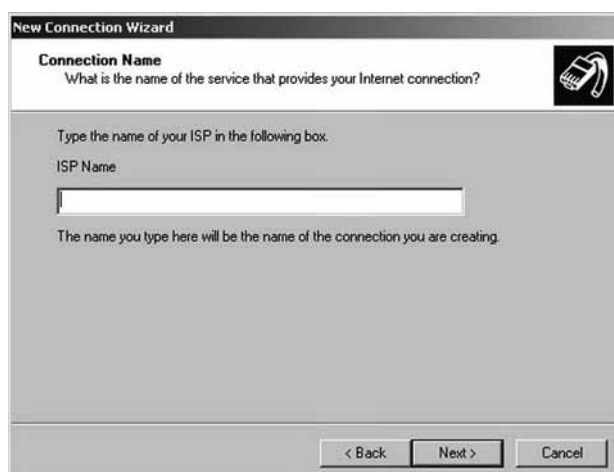 New Connection Wizard
Connection Name
What is the name of the service that provides your Internet connection?
Type the name of your ISP in the following box.
ISP Name
The name you type here will be the name of the connection you are creating.
< Back Next > Cancel